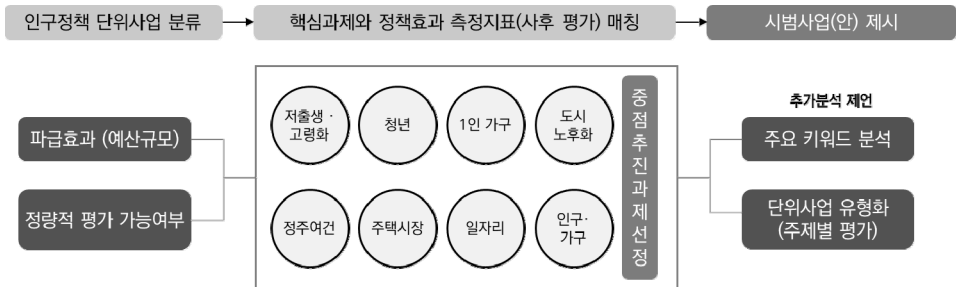 인구정책 단위사업 분류
핵심과제와 정책효과 측정지표(사후 평가) 매칭
시범사업(안) 제시
파급효과 (예산규모)
정량적 평가 가능여부
저출생 ·
고령화
청년
1인 가구
도시
노후화
정주여건
주택시장
일자리
인구·
가구
중점추진과제선정
추가분석 제언
주요 키워드 분석
단위사업 유형화
(주제별 평가)